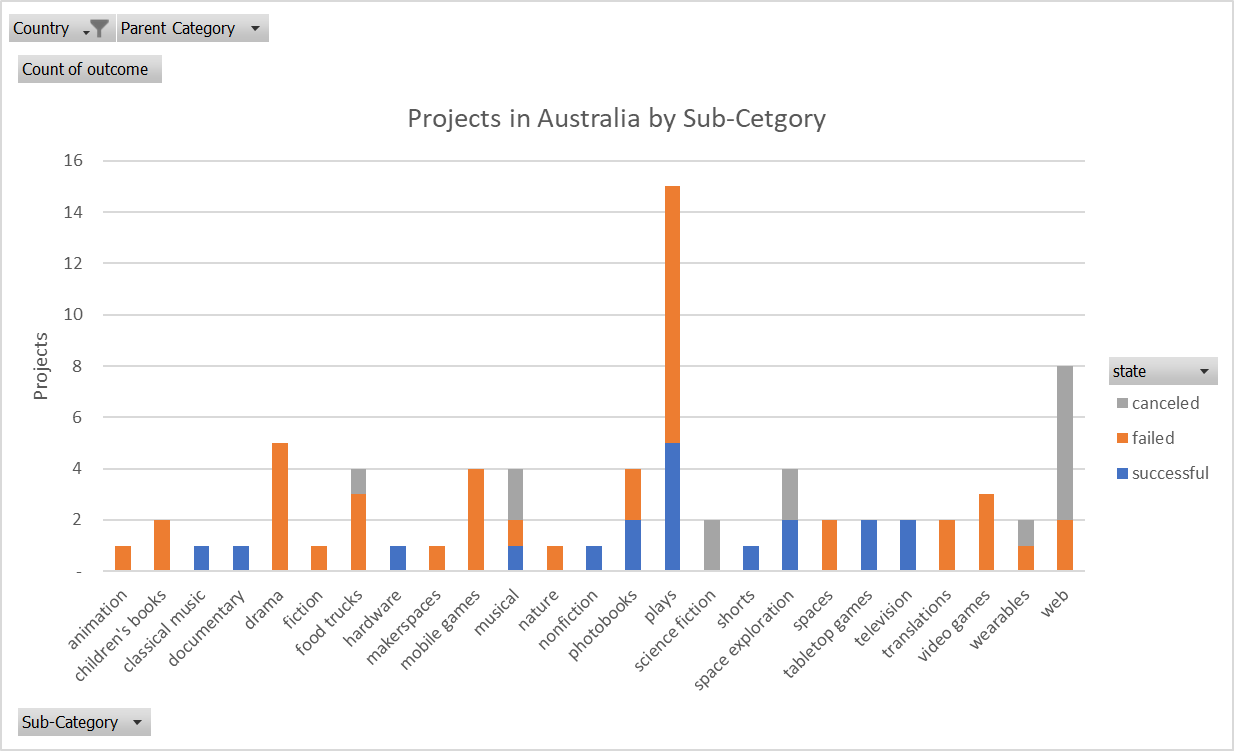 Country Parent Category
Count of outcome
Projects in Australia by Sub-Cetgory
16
14
12
10
8
6
4
2
-
Projects
state
canceled
failed
successful
animation
children's books
classical music
documentary
drama
fiction
food trucks
hardware
makerspaces
mobile games
musical
nature
nonfiction
photobooks
plays
science fiction
shorts
space exploration
spaces
tabletop games
television
translations
video games
wearables
web
Sub-Category